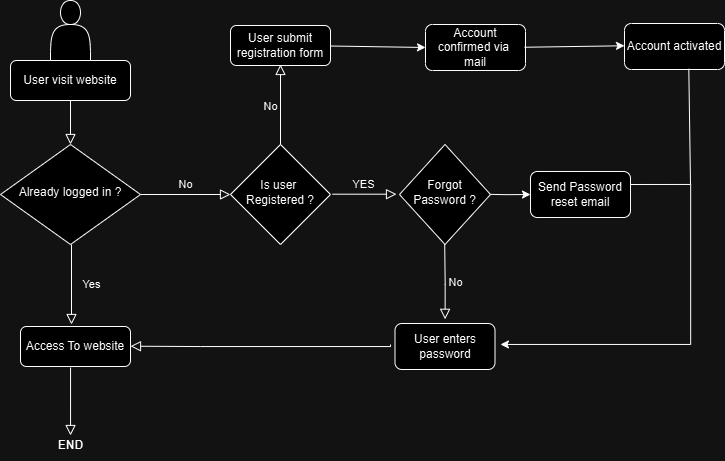 User submit
registration form
Account
confirmed via
mail
Account activated
User visit website
No
Already logged in ?
No
Is user
Registered ?
YES
Forgot
Password ?
Send Password
reset email
Yes
No
Access To website
User enters
password
END